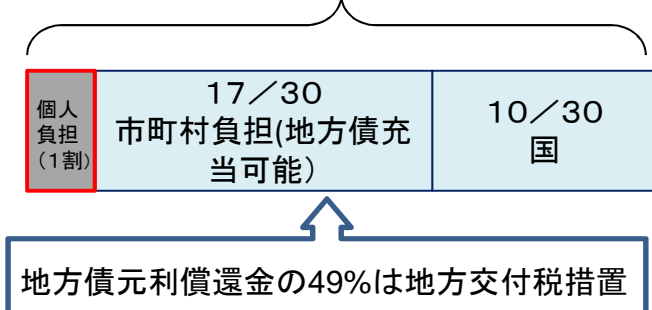 個人
負担
（1割）
17／30
市町村負担(地方債充
当可能）
10／30
国
地方債元利償還金の49%は地方交付税措置